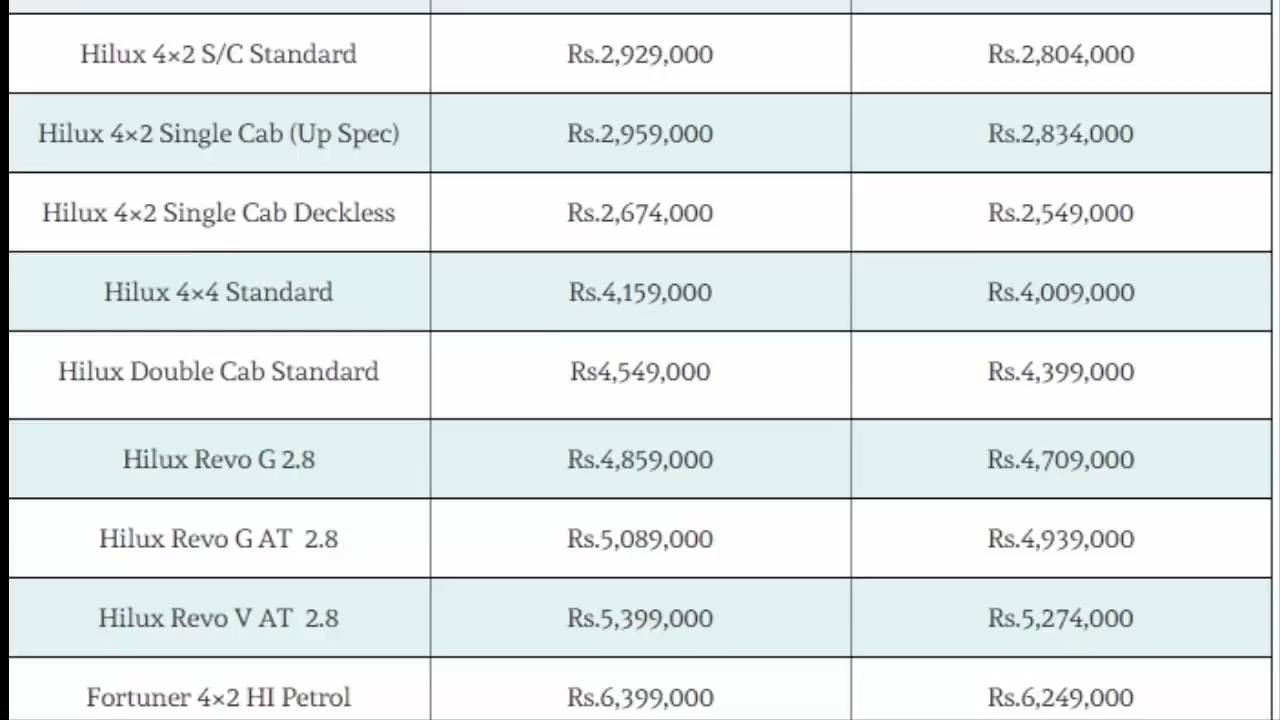 Hilux 4×2 S/C Standard Rs.2,929,000 Rs.2,804,000
Hilux 4×2 Single Cab (Up Spec) Rs.2,959,000 Rs.2,834,000
Hilux 4×2 Single Cab Deckless Rs.2,674,000 Rs.2,549,000
Hilux 4×4 Standard Rs.4,159,000 Rs.4,009,000
Hilux Double Cab Standard Rs4,549,000 Rs.4,399,000
Hilux Revo G 2.8 Rs.4,859,000 Rs.4,709,000
Hilux Revo G AT 2.8 Rs.5,089,000 Rs.4,939,000
Hilux Revo V AT 2.8 Rs.5,399,000 Rs.5,274,000
Fortuner 4×2 HI Petrol Rs.6,399,000 Rs.6,249,000